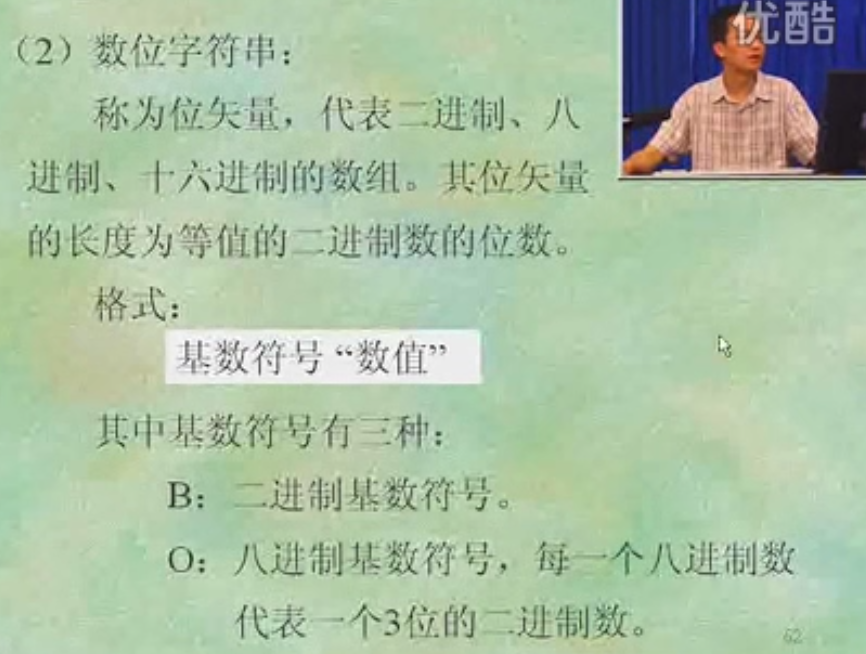 优酷
（2）数位字符串：
称为位矢量，代表二进制、八
进制、十六进制的数组。其位矢量
的长度为等值的二进制数的位数。
格式：
基数符号“数值”
其中基数符号有三种：
B：二进制基数符号。
O：八进制基数符号，每一个八进制数
代表一个3位的二进制数。
62